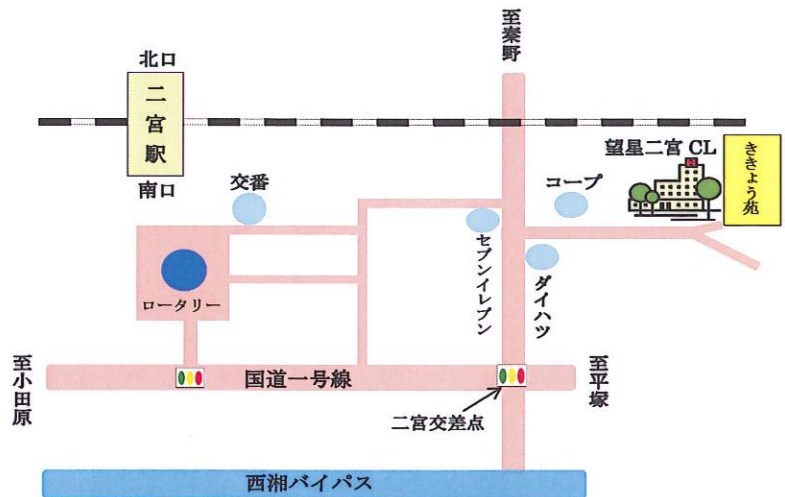 至秦野
北口
二宮駅
南口
望星二宮 CL
ききょう苑
交番
コープ
セブンイレブン
ダイハツ
ロータリー
至小田原
国道一号線
至平塚
二宮交差点
西湘バイパス